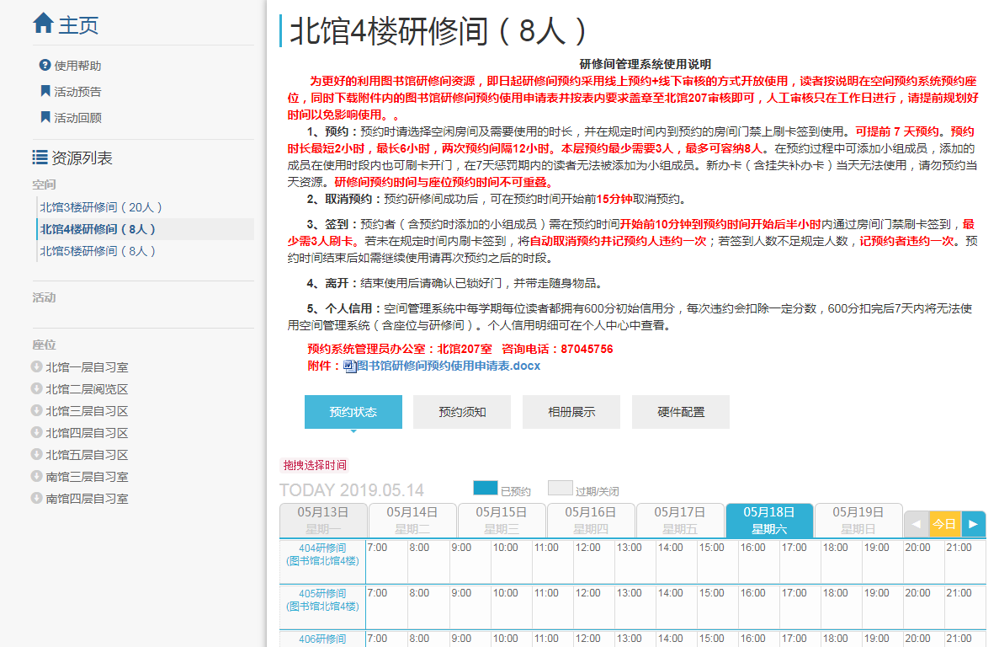 主页
使用帮助
活动预告
活动回顾
资源列表
空间
北馆3楼研修间（20人）
北馆4楼研修间（8人）
北馆5楼研修间（8人）
活动
座位
北馆一层自习室
北馆二层阅览区
北馆三层自习区
北馆四层自习区
北馆五层自习区
南馆三层自习室
南馆四层自习室
北馆4楼研修间（8人）
研修间管理系统使用说明
为更好的利用图书馆研修间资源，即日起研修间预约采用线上预约+线下审核的方式开放使用，读者按说明在空间预约系统预约座
位，同时下载附件内的图书馆研修间预约使用申请表并按表内要求盖章至北馆207审核即可，人工审核只在工作日进行，请提前规划好
时间以免影响使用。。
1、预约：预约时请选择空闲房间及需要使用的时长，并在规定时间内到预约的房间门禁上刷卡签到使用。可提前 7 天预约。预约
时长最短2小时，最长6小时，两次预约间隔12小时。本层预约最少需要3人，最多可容纳8人。在预约过程中可添加小组成员，添加的
成员在使用时段内也可刷卡开门，在7天惩罚期内的读者无法被添加为小组成员。新办卡（含挂失补办卡）当天无法使用，请勿预约当
天资源。研修间预约时间与座位预约时间不可重叠。
2、取消预约：预约研修间成功后，可在预约时间开始前15分钟取消预约。
3、签到：预约者（含预约时添加的小组成员）需在预约时间开始前10分钟到预约时间开始后半小时内通过房间门禁刷卡签到，最
少需3人刷卡。若未在规定时间内刷卡签到，将自动取消预约并记预约人违约一次；若签到人数不足规定人数，记预约者违约一次。预
约时间结束后如需继续使用请再次预约之后的时段。
4、离开：结束使用后请确认已锁好门，并带走随身物品。
5、个人信用：空间管理系统中每学期每位读者都拥有600分初始信用分，每次违约会扣除一定分数，600分扣完后7天内将无法使
用空间管理系统（含座位与研修间）。个人信用明细可在个人中心中查看。
预约系统管理员办公室：北馆207室 咨询电话：87045756
附件：图书馆研修间预约使用申请表.docx
预约状态 预约须知 相册展示 硬件配置
拖拽选择时间
TODAY 2019.05.14 已预约 过期/关闭
05月13日 05月14日 05月15日 05月16日 05月17日 05月18日 05月19日
星期一 星期二 星期三 星期四 星期五 星期六 星期日 ◀ 今日 ▶
404研修间 7:00 8:00 9:00 10:00 11:00 12:00 13:00 14:00 15:00 16:00 17:00 18:00 19:00 20:00 21:00
(图书馆北馆4楼)
405研修间 7:00 8:00 9:00 10:00 11:00 12:00 13:00 14:00 15:00 16:00 17:00 18:00 19:00 20:00 21:00
(图书馆北馆4楼)
406研修间 7:00 8:00 9:00 10:00 11:00 12:00 13:00 14:00 15:00 16:00 17:00 18:00 19:00 20:00 21:00